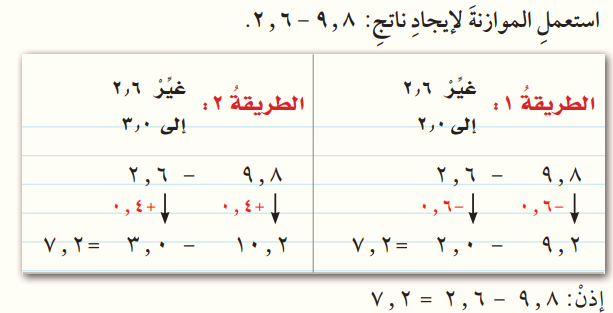 استعملِ الموازنةَ لإيجادِ ناتجِ: ٩,٨ – ٢,٦.
الطريقةُ ١: غيِّرْ ٢,٦
إلى ٢,٠
٩,٨ – ٢,٦
–٠,٦ –٠,٦
٩,٢ – ٢,٠ = ٧,٢
الطريقةُ ٢: غيِّرْ ٢,٦
إلى ٣,٠
٩,٨ – ٢,٦
+٠,٤ +٠,٤
١٠,٢ – ٣,٠ = ٧,٢
إذنْ: ٩,٨ – ٢,٦ = ٧,٢